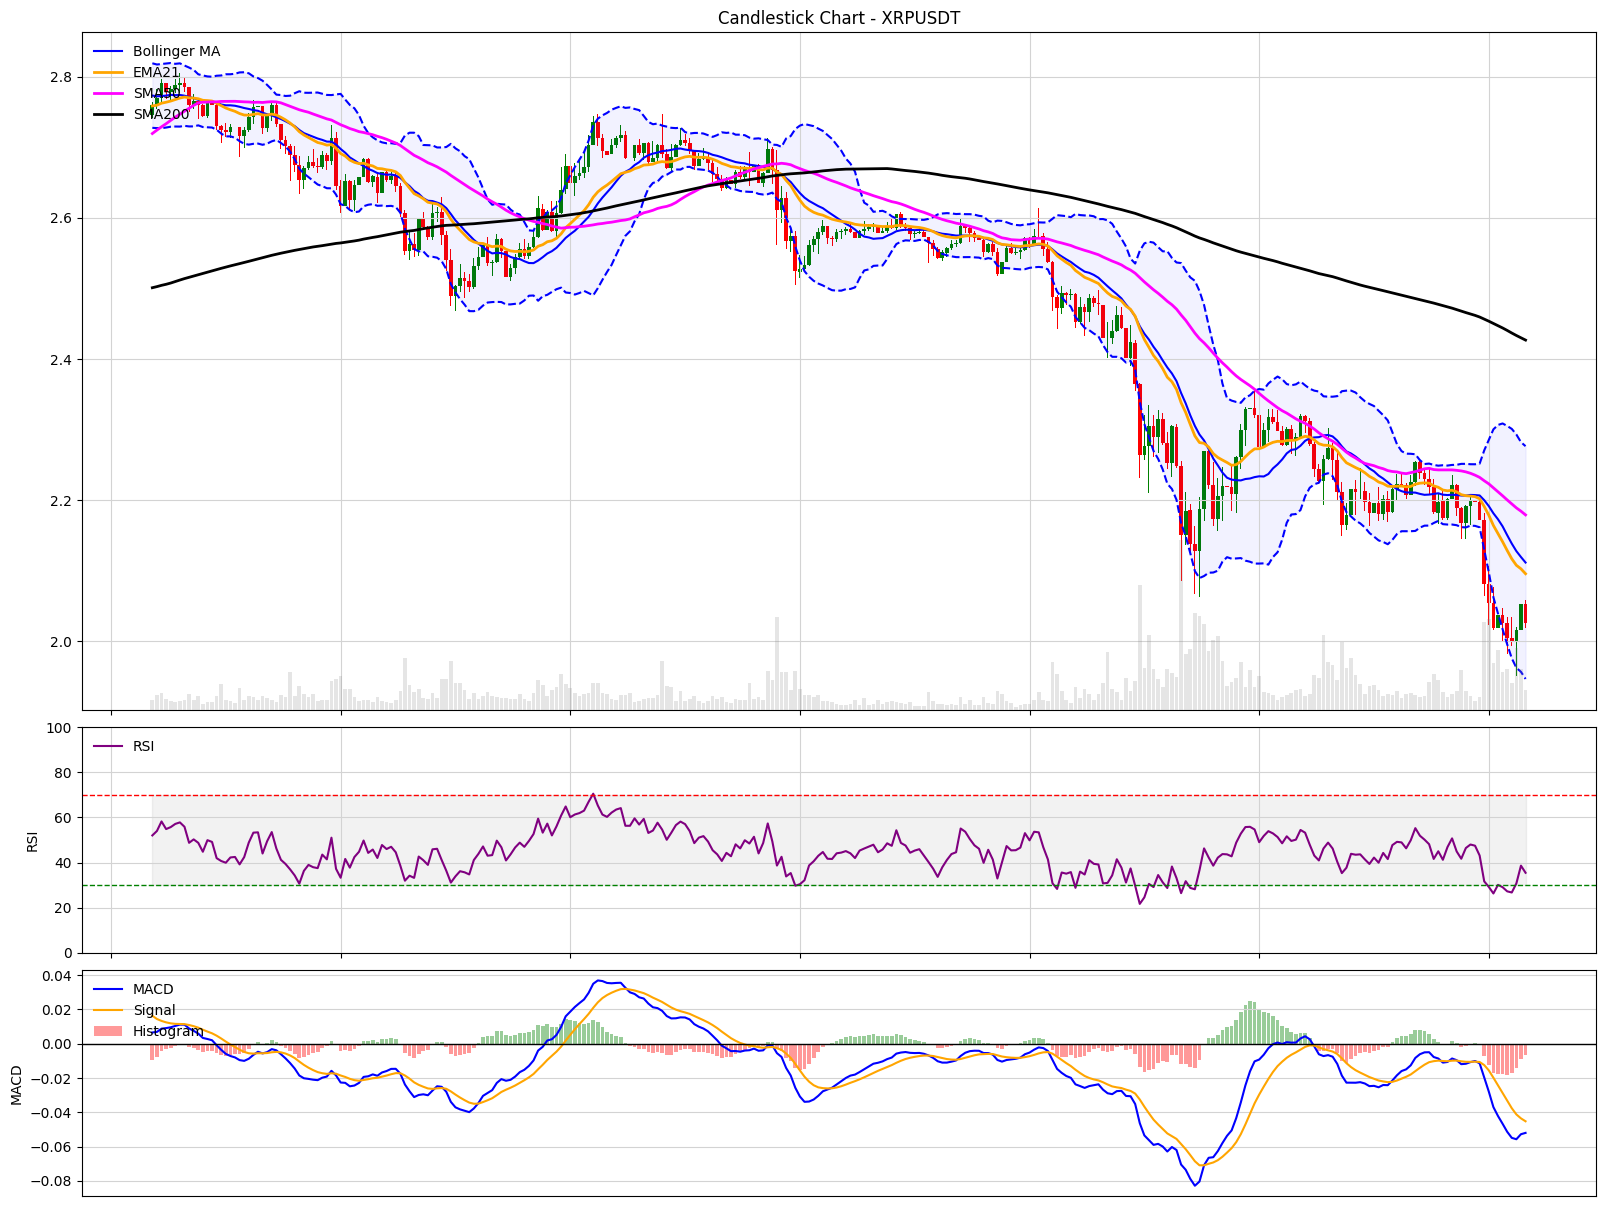 Candlestick Chart - XRPUSDT
Bollinger MA
EMA21
SMA50
SMA200
2.8
2.6
2.4
2.2
2.0
RSI
100
80
60
40
20
0
RSI
MACD
Signal
Histogram
0.04
0.02
0.00
−0.02
−0.04
−0.06
−0.08
MACD